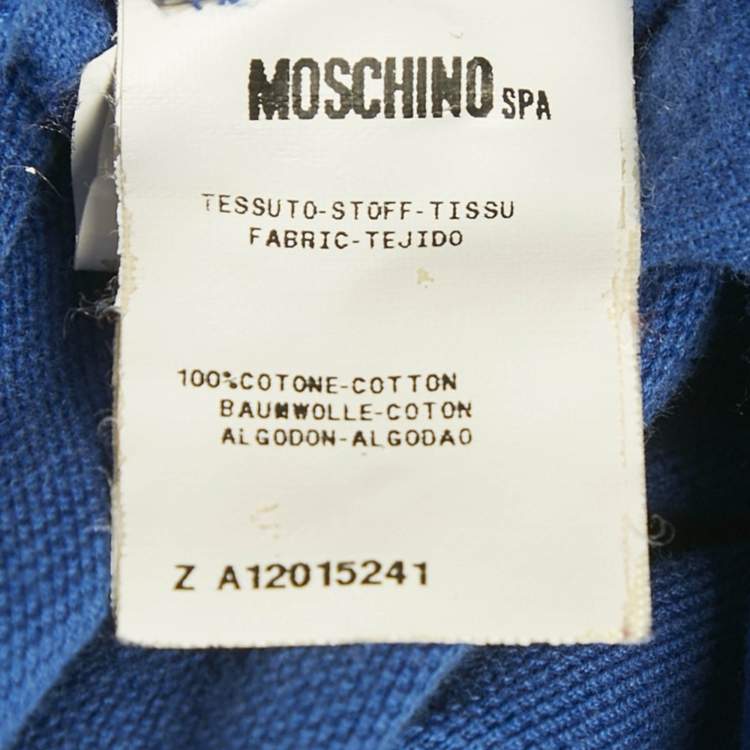 MOSCHINO SPA
TESSUTO-STOFF-TISSU
FABRIC-TEJIDO
100%COTONE-COTTON
BAUMWOLLE-COTON
ALGODON-ALGODAO
Z A12015241